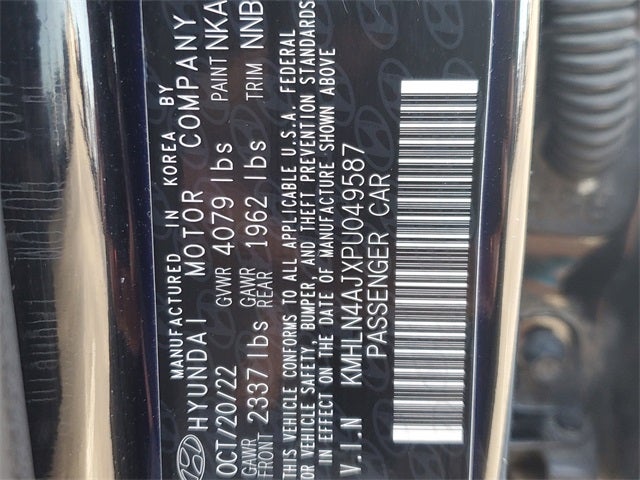 MANUFACTURED IN KOREA BY
HYUNDAI MOTOR COMPANY
OCT/20/22 GVWR 4079 lbs PAINT NKA
GAWR FRONT 2337 lbs GAWR REAR 1962 lbs TRIM NNB
THIS VEHICLE CONFORMS TO ALL APPLICABLE U.S.A. FEDERAL
MOTOR VEHICLE SAFETY, BUMPER, AND THEFT PREVENTION STANDARDS
IN EFFECT ON THE DATE OF MANUFACTURE SHOWN ABOVE
V.I.N KMHLN4AJXPU049587
PASSENGER CAR